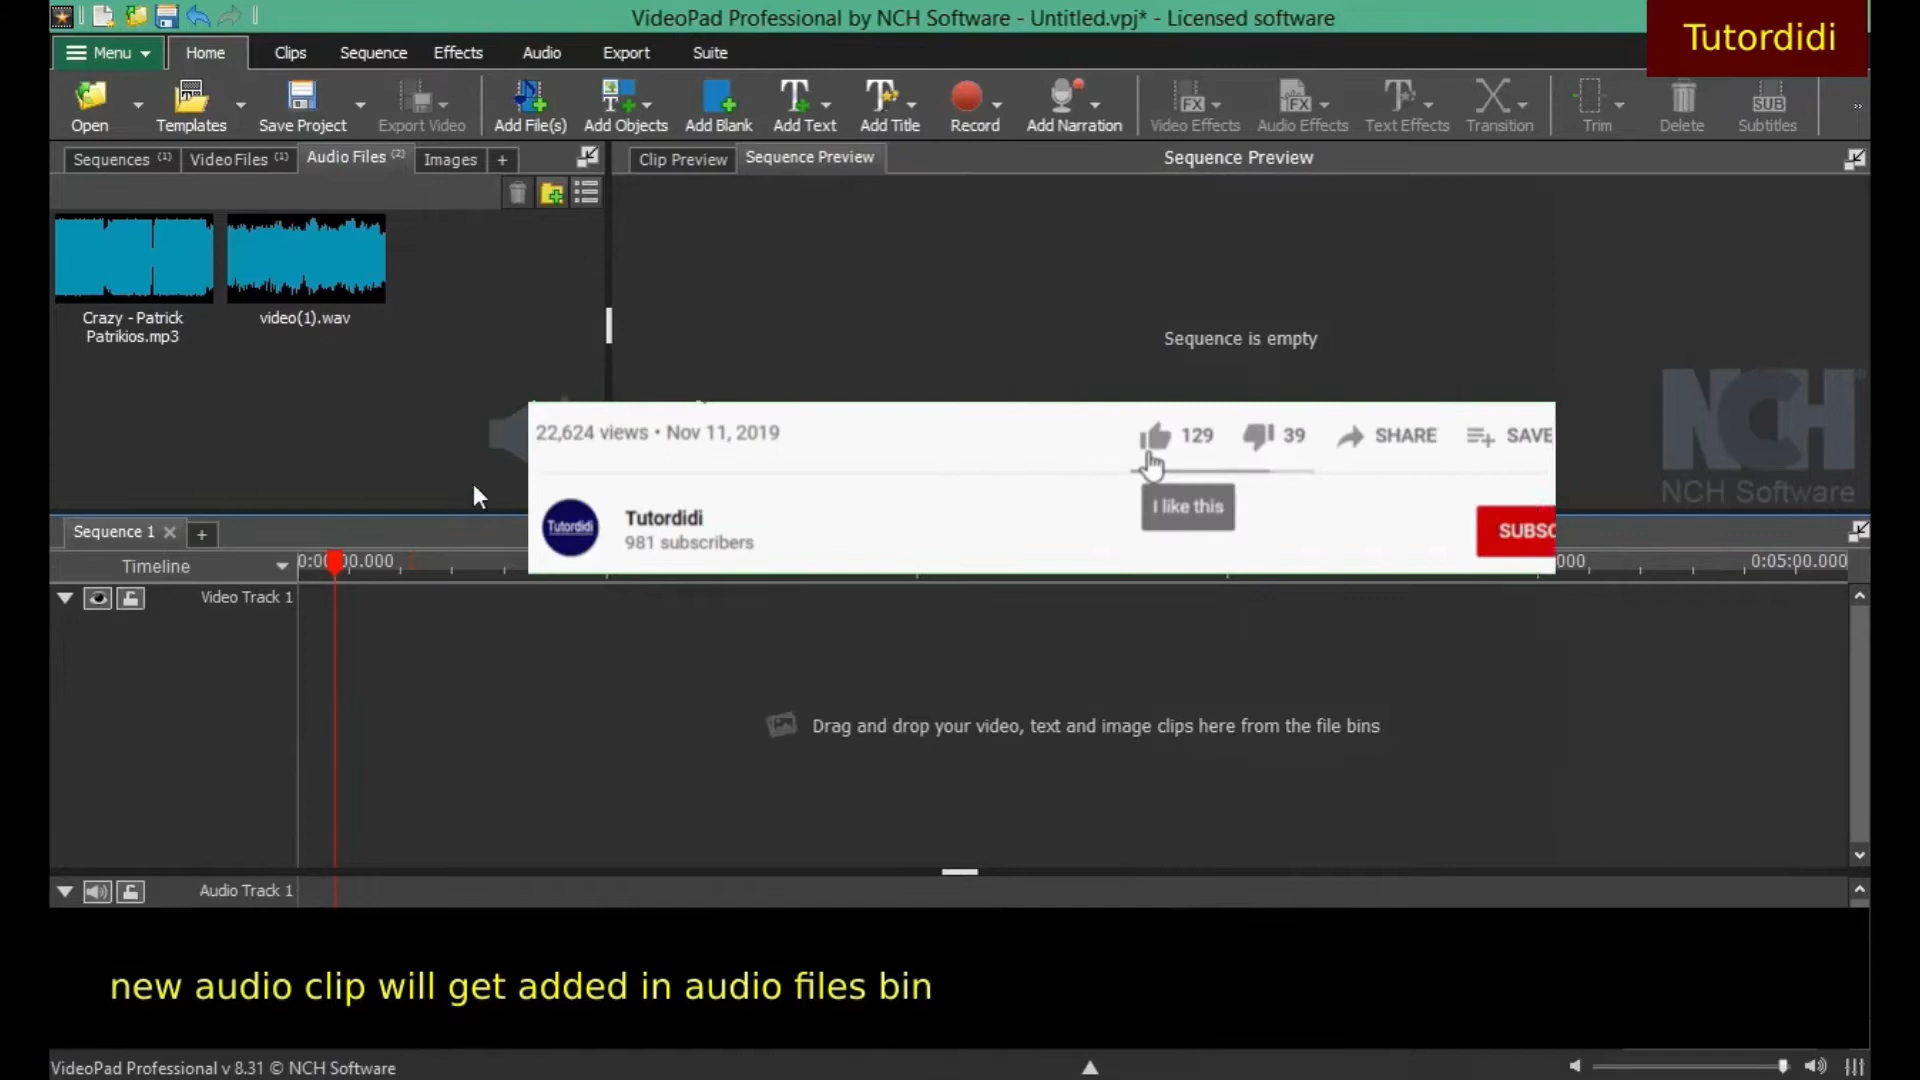 VideoPad Professional by NCH Software - Untitled.vpj* - Licensed software
Tutordidi
Menu Home Clips Sequence Effects Audio Export Suite
Open Templates Save Project Export Video Add File(s) Add Objects Add Blank Add Text Add Title Record Add Narration Video Effects Audio Effects Text Effects Transition Trim Delete Subtitles
Sequences (1) Video Files (1) Audio Files (2) Images + Clip Preview Sequence Preview Sequence Preview
Crazy - Patrick
Patrikios.mp3
video(1).wav
Sequence is empty
NCH
NCH Software
22,624 views • Nov 11, 2019 129 39 SHARE SAVE
I like this
Tutordidi
Tutordidi
981 subscribers
SUBSC
Sequence 1 +
Timeline 0:05:00.000
Video Track 1
Drag and drop your video, text and image clips here from the file bins
Audio Track 1
new audio clip will get added in audio files bin
VideoPad Professional v 8.31 © NCH Software